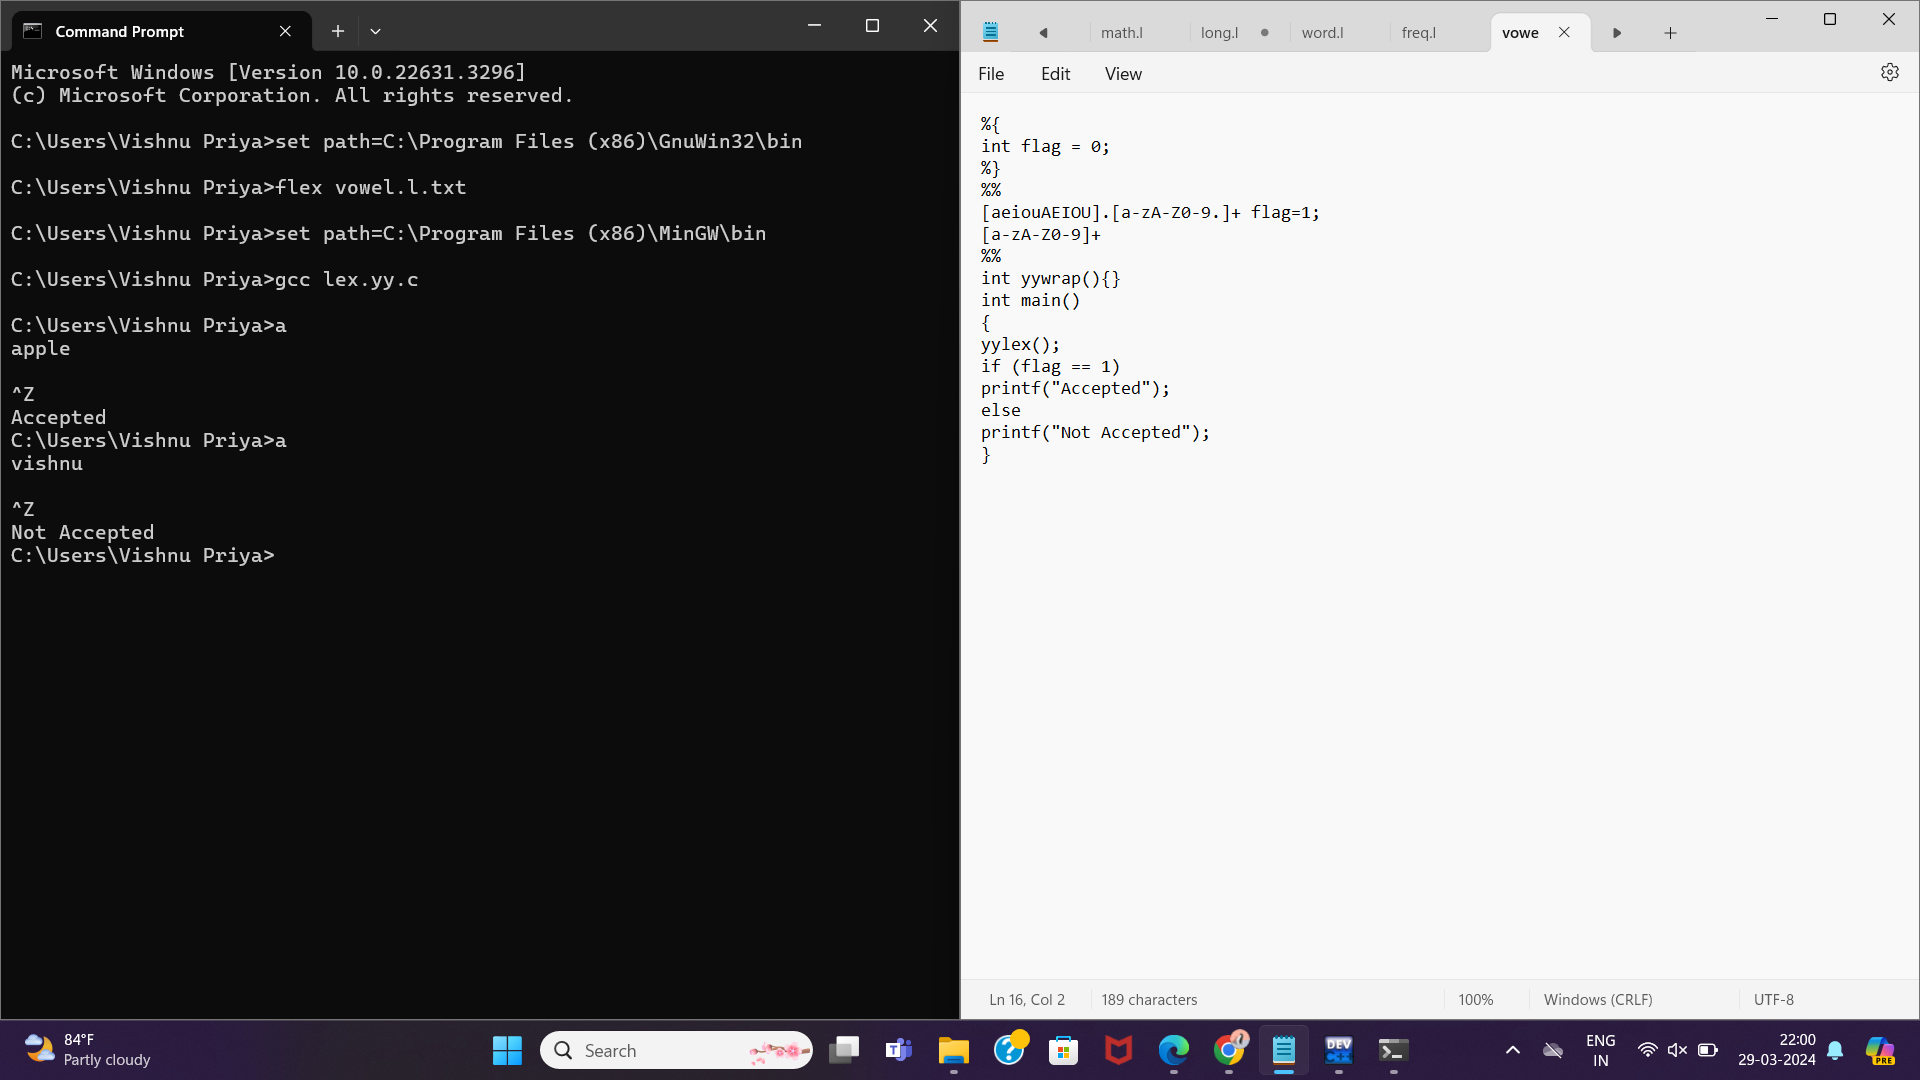 Command Prompt
Microsoft Windows [Version 10.0.22631.3296]
(c) Microsoft Corporation. All rights reserved.
C:\Users\Vishnu Priya>set path=C:\Program Files (x86)\GnuWin32\bin
C:\Users\Vishnu Priya>flex vowel.l.txt
C:\Users\Vishnu Priya>set path=C:\Program Files (x86)\MinGW\bin
C:\Users\Vishnu Priya>gcc lex.yy.c
C:\Users\Vishnu Priya>a
apple
^Z
Accepted
C:\Users\Vishnu Priya>a
vishnu
^Z
Not Accepted
C:\Users\Vishnu Priya>
math.l long.l word.l freq.l vowe
File Edit View
%{
int flag = 0;
%}
%%
[aeiouAEIOU].[a-zA-Z0-9.]+ flag=1;
[a-zA-Z0-9]+
%%
int yywrap(){}
int main()
{
yylex();
if (flag == 1)
printf("Accepted");
else
printf("Not Accepted");
}
Ln 16, Col 2 189 characters 100% Windows (CRLF) UTF-8
84°F
Partly cloudy
Search
DEV
C++
ENG
IN
22:00
29-03-2024
PRE